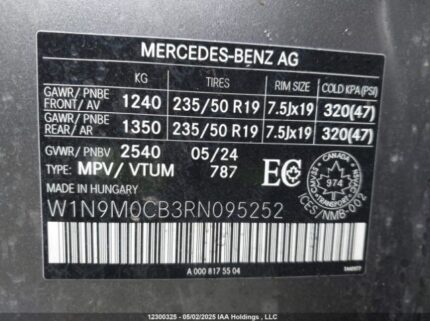 MERCEDES-BENZ AG
KG TIRES RIM SIZE COLD KPA(PSI)
GAWR/ PNBE
FRONT/ AV 1240 235/50 R19 7.5Jx19 320(47)
GAWR/ PNBE
REAR/ AR 1350 235/50 R19 7.5Jx19 320(47)
GVWR/ PNBV 2540 05/24
TYPE: MPV/ VTUM 787
MADE IN HUNGARY
EC
CANADA
974
W1N9M0CB3RN095252
A 000 817 55 04
12300325 - 05/02/2025 IAA Holdings , LLC